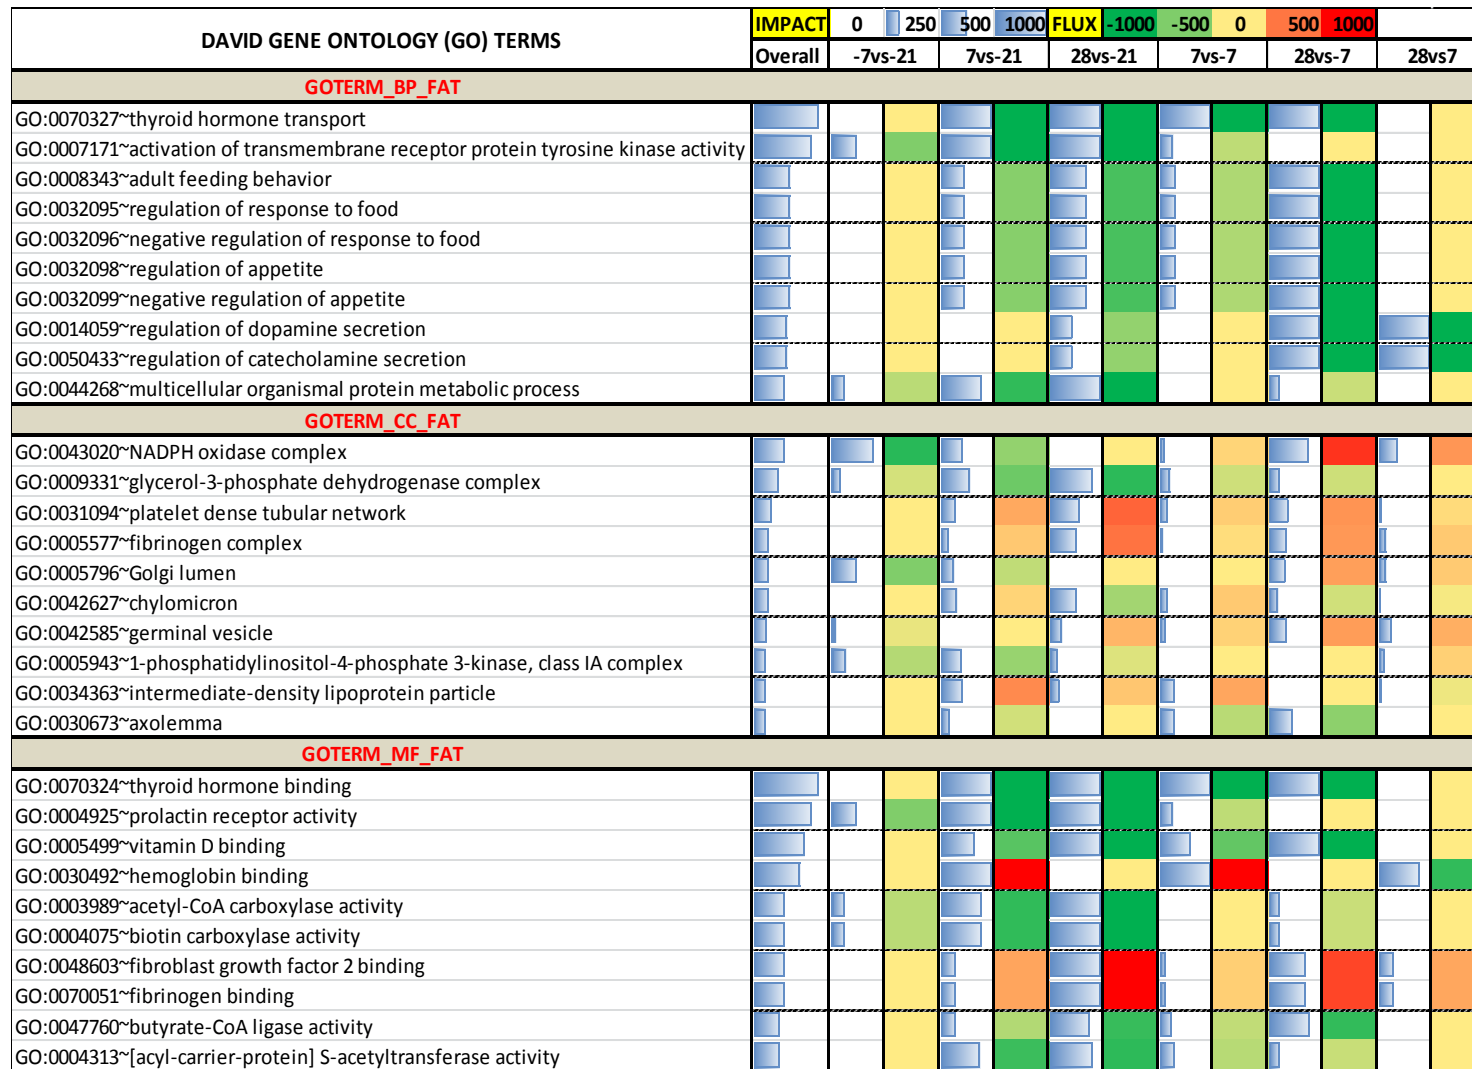 DAVID GENE ONTOLOGY (GO) TERMS
IMPACT 0 250 500 1000 FLUX -1000 -500 0 500 1000
Overall -7vs-21 7vs-21 28vs-21 7vs-7 28vs-7 28vs7
GOTERM_BP_FAT
GO:0070327~thyroid hormone transport
GO:0007171~activation of transmembrane receptor protein tyrosine kinase activity
GO:0008343~adult feeding behavior
GO:0032095~regulation of response to food
GO:0032096~negative regulation of response to food
GO:0032098~regulation of appetite
GO:0032099~negative regulation of appetite
GO:0014059~regulation of dopamine secretion
GO:0050433~regulation of catecholamine secretion
GO:0044268~multicellular organismal protein metabolic process
GOTERM_CC_FAT
GO:0043020~NADPH oxidase complex
GO:0009331~glycerol-3-phosphate dehydrogenase complex
GO:0031094~platelet dense tubular network
GO:0005577~fibrinogen complex
GO:0005796~Golgi lumen
GO:0042627~chylomicron
GO:0042585~germinal vesicle
GO:0005943~1-phosphatidylinositol-4-phosphate 3-kinase, class IA complex
GO:0034363~intermediate-density lipoprotein particle
GO:0030673~axolemma
GOTERM_MF_FAT
GO:0070324~thyroid hormone binding
GO:0004925~prolactin receptor activity
GO:0005499~vitamin D binding
GO:0030492~hemoglobin binding
GO:0003989~acetyl-CoA carboxylase activity
GO:0004075~biotin carboxylase activity
GO:0048603~fibroblast growth factor 2 binding
GO:0070051~fibrinogen binding
GO:0047760~butyrate-CoA ligase activity
GO:0004313~[acyl-carrier-protein] S-acetyltransferase activity